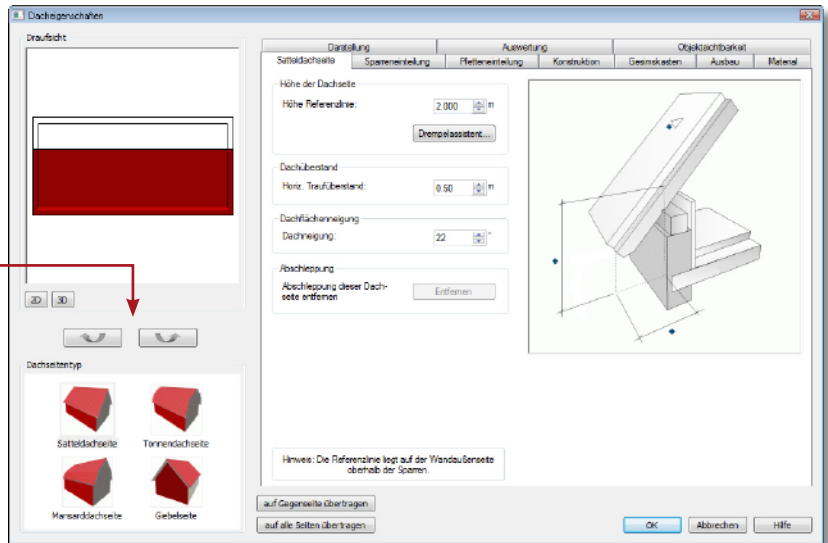 Dacheigenschaften
Draufsicht
2D 3D
Dachseitentyp
Satteldachseite Tonnendachseite
Mansarddachseite Giebelseite
Darstellung Auswertung Objektsichtbarkeit
Satteldachseite Sparreneinteilung Pfetteneinteilung Konstruktion Gesimskasten Ausbau Material
Höhe der Dachseite
Höhe Referenzlinie: 2.000 m
Drempelassistent...
Dachüberstand
Horiz. Traufüberstand: 0.50 m
Dachflächenneigung
Dachneigung: 22 °
Abschleppung
Abschleppung dieser Dach-
seite entfernen
Entfernen
Hinweis: Die Referenzlinie liegt auf der Wandaußenseite
oberhalb der Sparren.
auf Gegenseite übertragen
auf alle Seiten übertragen
OK Abbrechen Hilfe